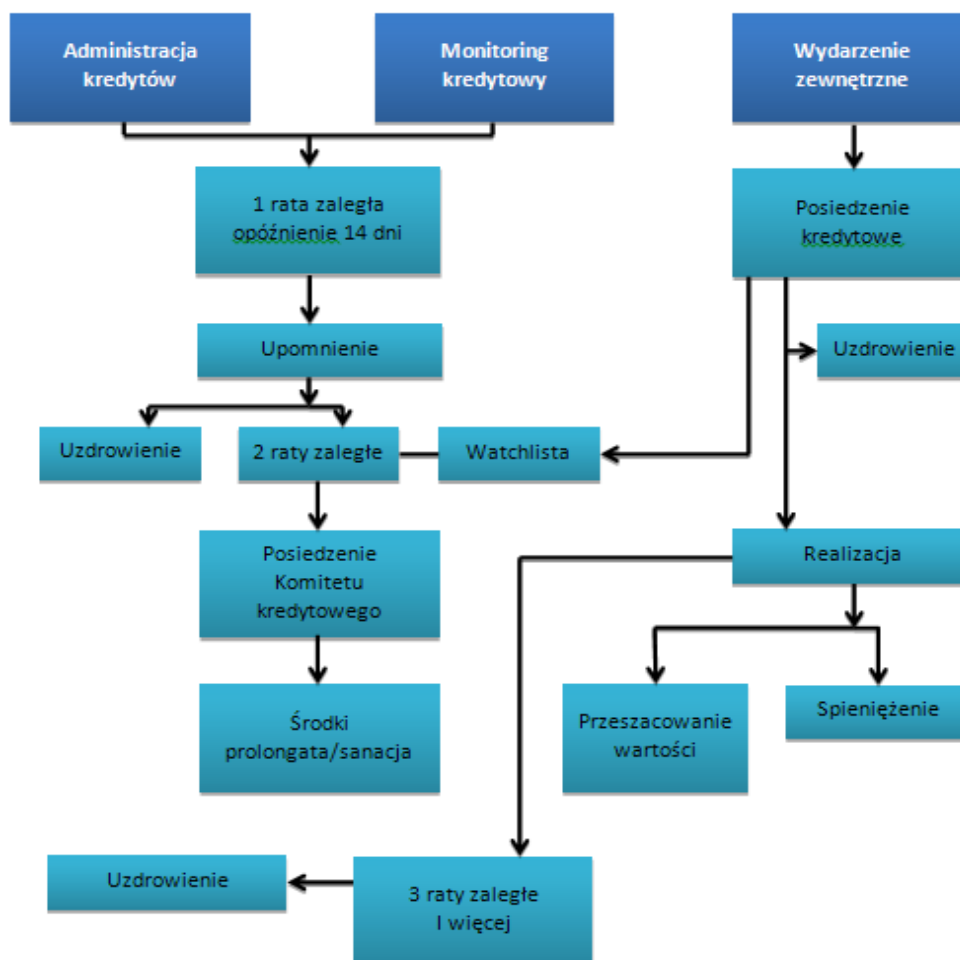 Administracja
kredytów
Monitoring
kredytowy
Wydarzenie
zewnętrzne
1 rata zaległa
opóźnienie 14 dni
Posiedzenie
kredytowe
Upomnienie
Uzdrowienie
Uzdrowienie
2 raty zaległe
Watchlista
Posiedzenie
Komitetu
kredytowego
Realizacja
Środki
prolongata/sanacja
Przeszacowanie
wartości
Spieniężenie
Uzdrowienie
3 raty zaległe
I więcej